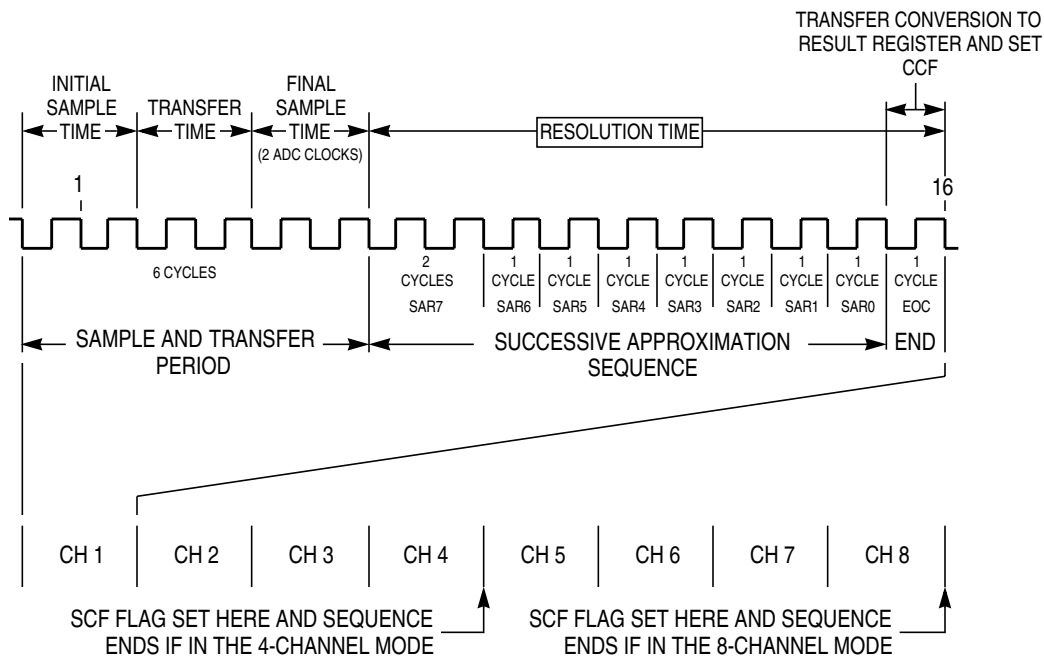 TRANSFER CONVERSION TO
RESULT REGISTER AND SET
CCF
INITIAL
SAMPLE
TIME
TRANSFER
TIME
FINAL
SAMPLE
TIME
(2 ADC CLOCKS)
RESOLUTION TIME
1
16
6 CYCLES
2
CYCLES
SAR7
1
CYCLE
SAR6
1
CYCLE
SAR5
1
CYCLE
SAR4
1
CYCLE
SAR3
1
CYCLE
SAR2
1
CYCLE
SAR1
1
CYCLE
SAR0
1
CYCLE
EOC
SAMPLE AND TRANSFER
PERIOD
SUCCESSIVE APPROXIMATION
SEQUENCE
END
CH 1
CH 2
CH 3
CH 4
CH 5
CH 6
CH 7
CH 8
SCF FLAG SET HERE AND SEQUENCE
ENDS IF IN THE 4-CHANNEL MODE
SCF FLAG SET HERE AND SEQUENCE
ENDS IF IN THE 8-CHANNEL MODE